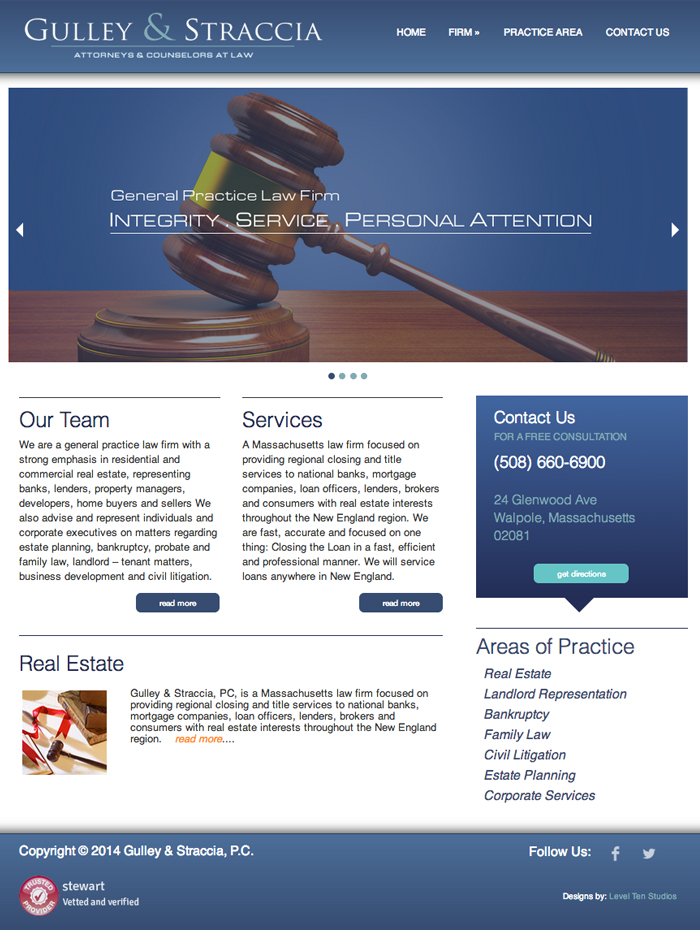 GULLEY & STRACCIA
ATTORNEYS & COUNSELORS AT LAW
HOME FIRM » PRACTICE AREA CONTACT US
General Practice Law Firm
INTEGRITY . SERVICE . PERSONAL ATTENTION
Our Team
We are a general practice law firm with a
strong emphasis in residential and
commercial real estate, representing
banks, lenders, property managers,
developers, home buyers and sellers We
also advise and represent individuals and
corporate executives on matters regarding
estate planning, bankruptcy, probate and
family law, landlord – tenant matters,
business development and civil litigation.
read more
Services
A Massachusetts law firm focused on
providing regional closing and title
services to national banks, mortgage
companies, loan officers, lenders, brokers
and consumers with real estate interests
throughout the New England region. We
are fast, accurate and focused on one
thing: Closing the Loan in a fast, efficient
and professional manner. We will service
loans anywhere in New England.
read more
Contact Us
FOR A FREE CONSULTATION
(508) 660-6900
24 Glenwood Ave
Walpole, Massachusetts
02081
get directions
Real Estate
Gulley & Straccia, PC, is a Massachusetts law firm focused on
providing regional closing and title services to national banks,
mortgage companies, loan officers, lenders, brokers and
consumers with real estate interests throughout the New England
region. read more....
Areas of Practice
Real Estate
Landlord Representation
Bankruptcy
Family Law
Civil Litigation
Estate Planning
Corporate Services
Copyright © 2014 Gulley & Straccia, P.C.
Follow Us:
TRUSTED
PROVIDER
stewart
Vetted and verified
Designs by: Level Ten Studios